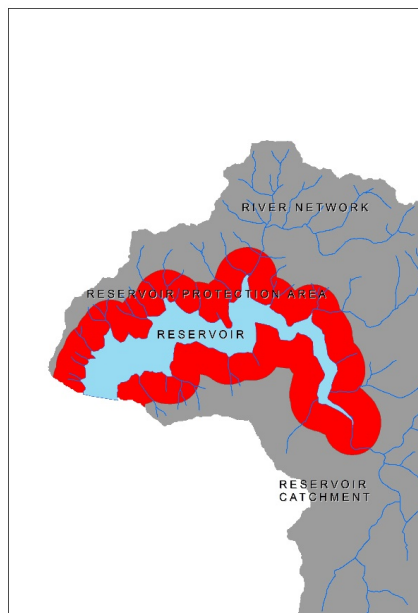 RIVER NETWORK
RESERVOIR PROTECTION AREA
RESERVOIR
RESERVOIR
CATCHMENT